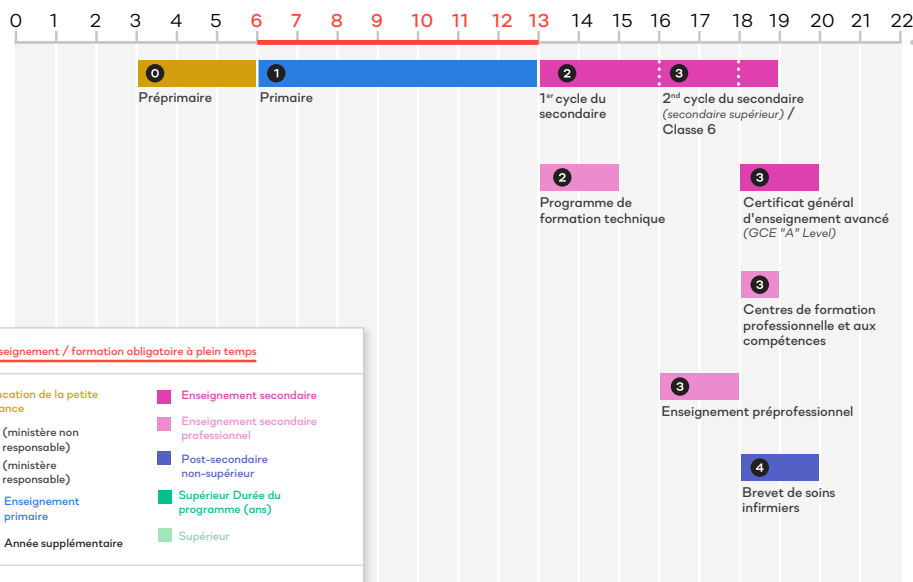 0 1 2 3 4 5 6 7 8 9 10 11 12 13 14 15 16 17 18 19 20 21 22
0
1
2
3
Préprimaire
Primaire
1er cycle du
secondaire
2nd cycle du secondaire
(secondaire supérieur) /
Classe 6
2
Programme de
formation technique
3
Certificat général
d'enseignement avancé
(GCE "A" Level)
3
Centres de formation
professionnelle et aux
compétences
3
Enseignement préprofessionnel
4
Brevet de soins
infirmiers
seignement / formation obligatoire à plein temps
ucation de la petite
ance
(ministère non
responsable)
(ministère
responsable)
Enseignement
primaire
Année supplémentaire
Enseignement secondaire
Enseignement secondaire
professionnel
Post-secondaire
non-supérieur
Supérieur Durée du
programme (ans)
Supérieur